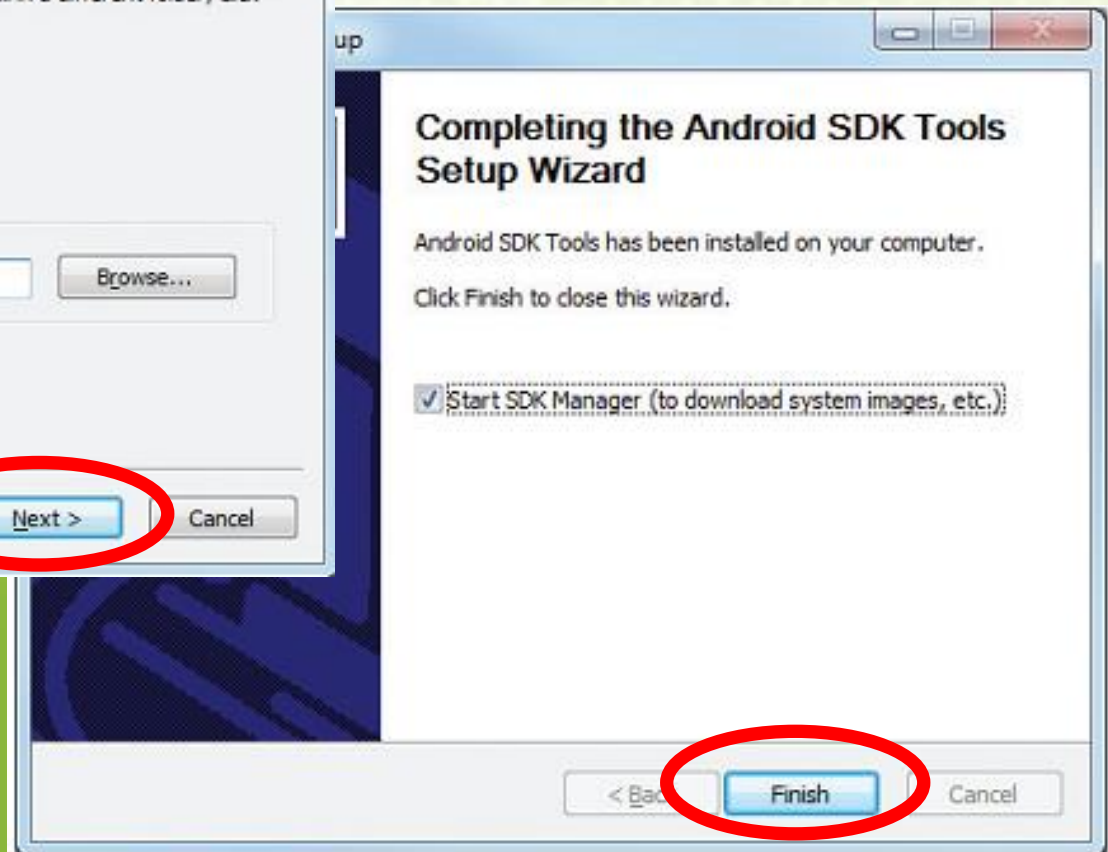 up
Completing the Android SDK Tools
Setup Wizard
Android SDK Tools has been installed on your computer.
Click Finish to close this wizard.
Start SDK Manager (to download system images, etc.)
Browse...
Next >
Cancel
< Bac
Finish
Cancel